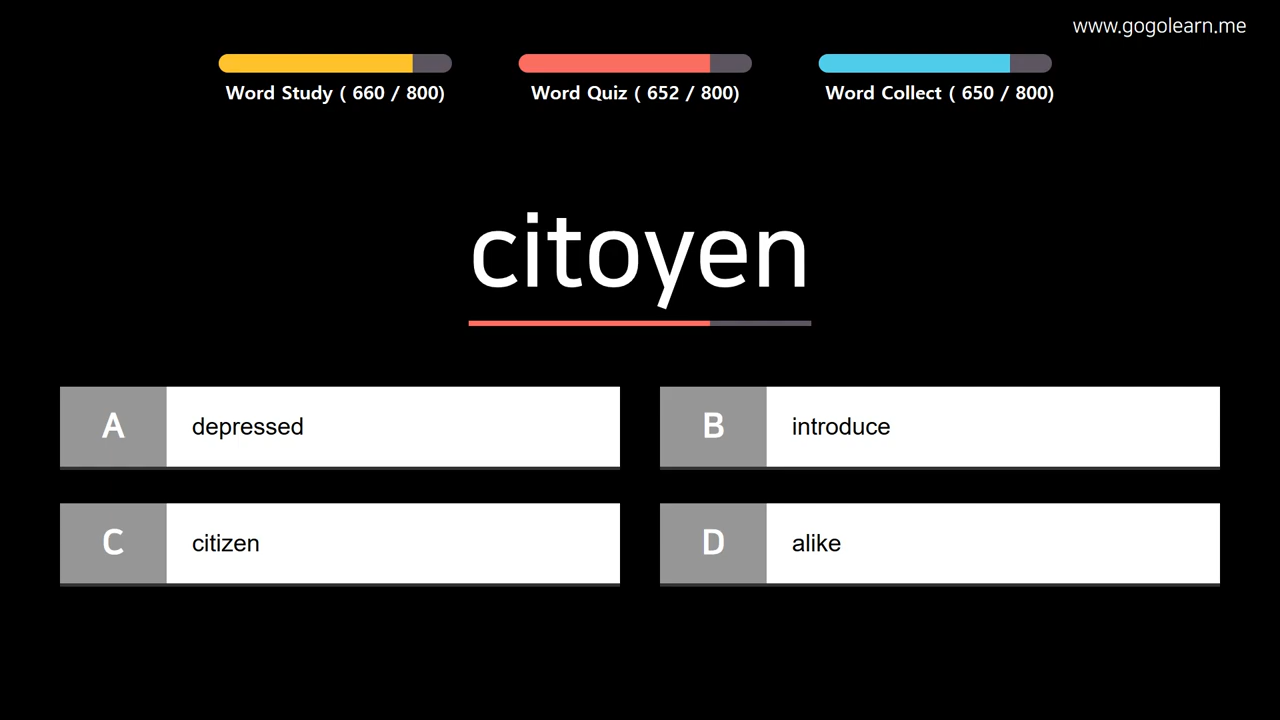 www.gogolearn.me
Word Study ( 660 / 800)
Word Quiz ( 652 / 800)
Word Collect ( 650 / 800)
citoyen
A depressed
B introduce
C citizen
D alike